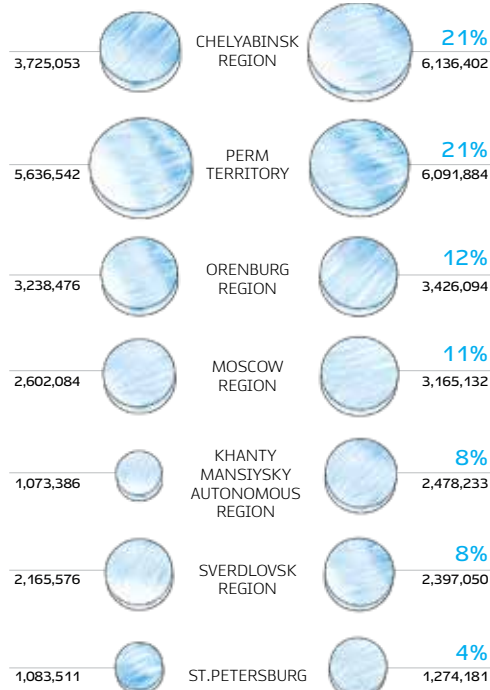 CHELYABINSK
REGION
21%
3,725,053
6,136,402
PERM
TERRITORY
21%
5,636,542
6,091,884
ORENBURG
REGION
12%
3,238,476
3,426,094
MOSCOW
REGION
11%
2,602,084
3,165,132
KHANTY
MANSIYSKY
AUTONOMOUS
REGION
8%
1,073,386
2,478,233
SVERDLOVSK
REGION
8%
2,165,576
2,397,050
ST.PETERSBURG
4%
1,083,511
1,274,181